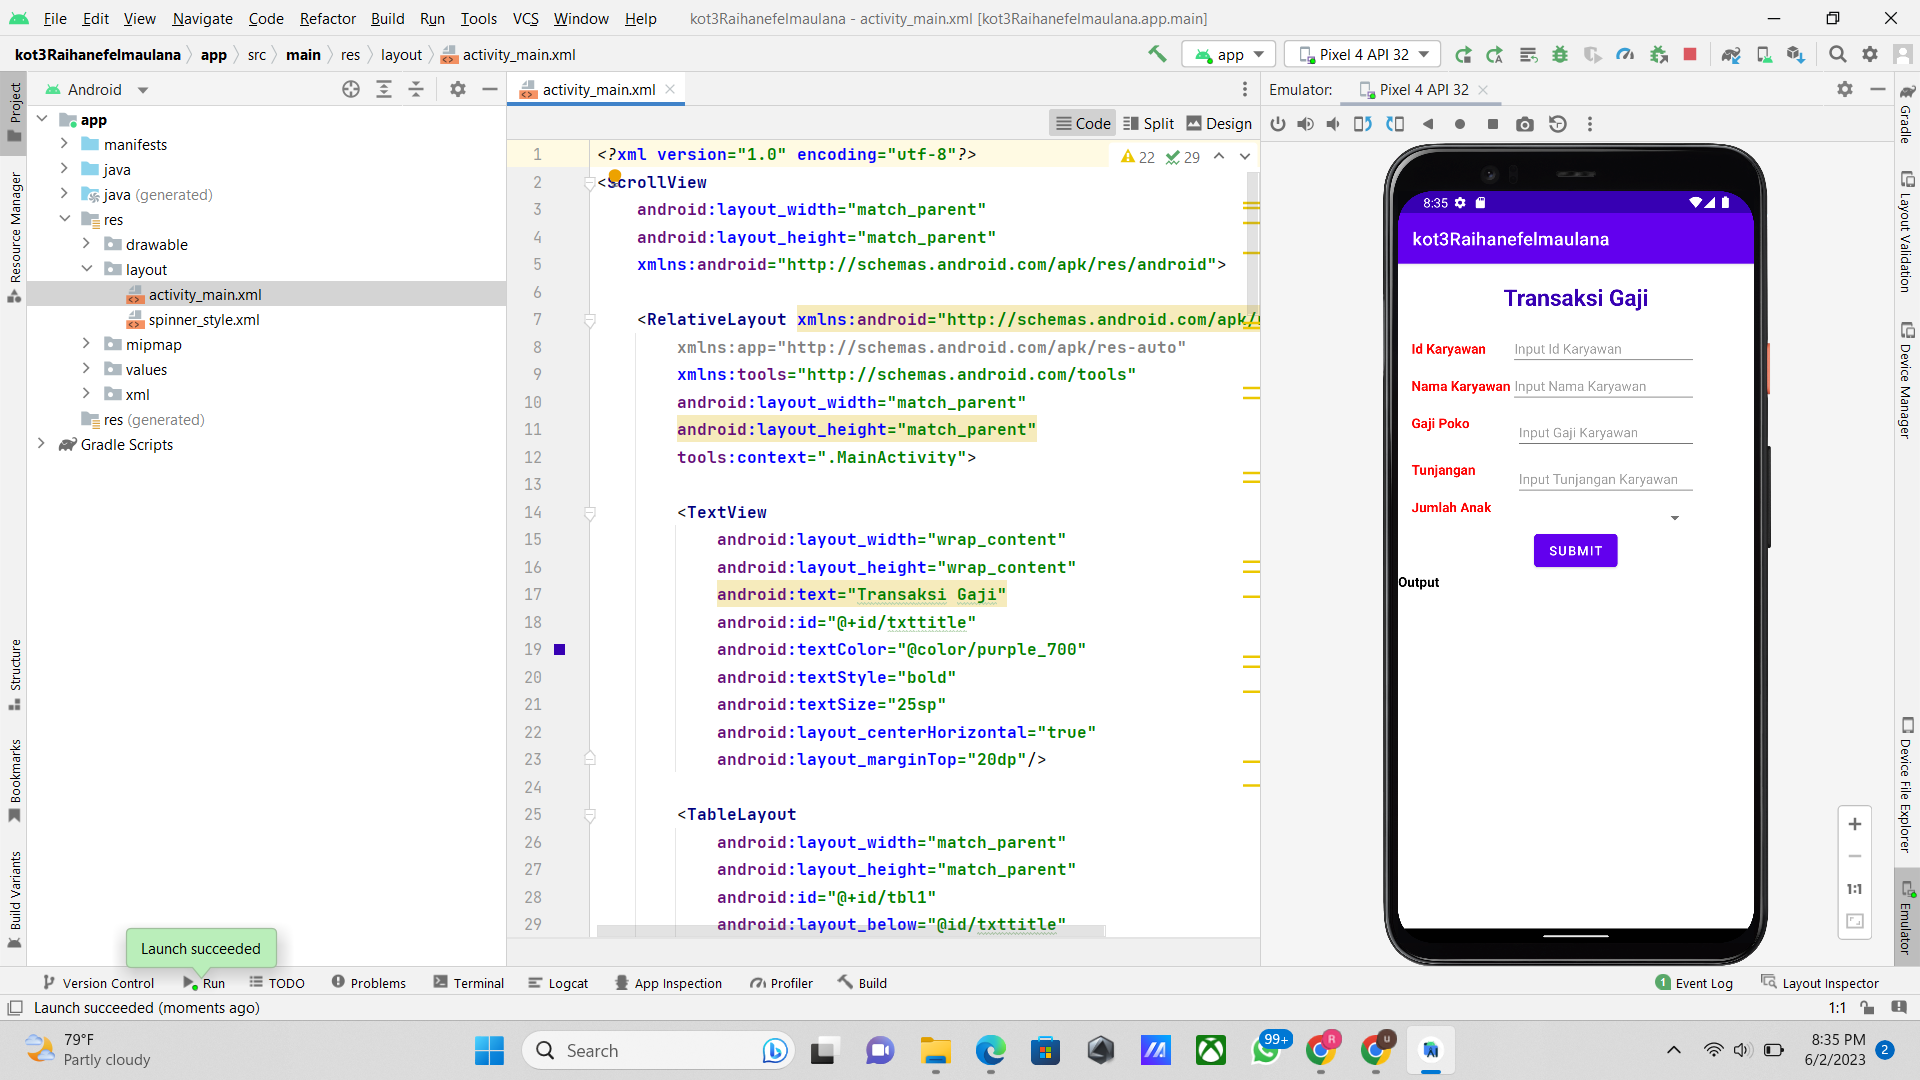 File Edit View Navigate Code Refactor Build Run Tools VCS Window Help kot3Raihanefelmaulana - activity_main.xml [kot3Raihanefelmaulana.app.main]
kot3Raihanefelmaulana app src main res layout activity_main.xml app Pixel 4 API 32
Project
Resource Manager
Structure
Bookmarks
Build Variants
Android
app
manifests
java
java (generated)
res
drawable
layout
activity_main.xml
spinner_style.xml
mipmap
values
xml
res (generated)
Gradle Scripts
activity_main.xml
Code Split Design
22 29
1 <?xml version="1.0" encoding="utf-8"?>
2 <ScrollView
3 android:layout_width="match_parent"
4 android:layout_height="match_parent"
5 xmlns:android="http://schemas.android.com/apk/res/android">
6
7 <RelativeLayout xmlns:android="http://schemas.android.com/apk/
8 xmlns:app="http://schemas.android.com/apk/res-auto"
9 xmlns:tools="http://schemas.android.com/tools"
10 android:layout_width="match_parent"
11 android:layout_height="match_parent"
12 tools:context=".MainActivity">
13
14 <TextView
15 android:layout_width="wrap_content"
16 android:layout_height="wrap_content"
17 android:text="Transaksi Gaji"
18 android:id="@+id/txttitle"
19 android:textColor="@color/purple_700"
20 android:textStyle="bold"
21 android:textSize="25sp"
22 android:layout_centerHorizontal="true"
23 android:layout_marginTop="20dp"/>
24
25 <TableLayout
26 android:layout_width="match_parent"
27 android:layout_height="match_parent"
28 android:id="@+id/tbl1"
29 android:layout_below="@id/txttitle"
Emulator: Pixel 4 API 32
8:35
kot3Raihanefelmaulana
Transaksi Gaji
Id Karyawan Input Id Karyawan
Nama Karyawan Input Nama Karyawan
Gaji Poko Input Gaji Karyawan
Tunjangan Input Tunjangan Karyawan
Jumlah Anak
SUBMIT
Output
1:1
Gradle
Layout Validation
Device Manager
Device File Explorer
Emulator
Launch succeeded
Version Control Run TODO Problems Terminal Logcat App Inspection Profiler Build 1 Event Log Layout Inspector
Launch succeeded (moments ago) 1:1
79°F
Partly cloudy
Search
99+
R
u
8:35 PM
6/2/2023
2